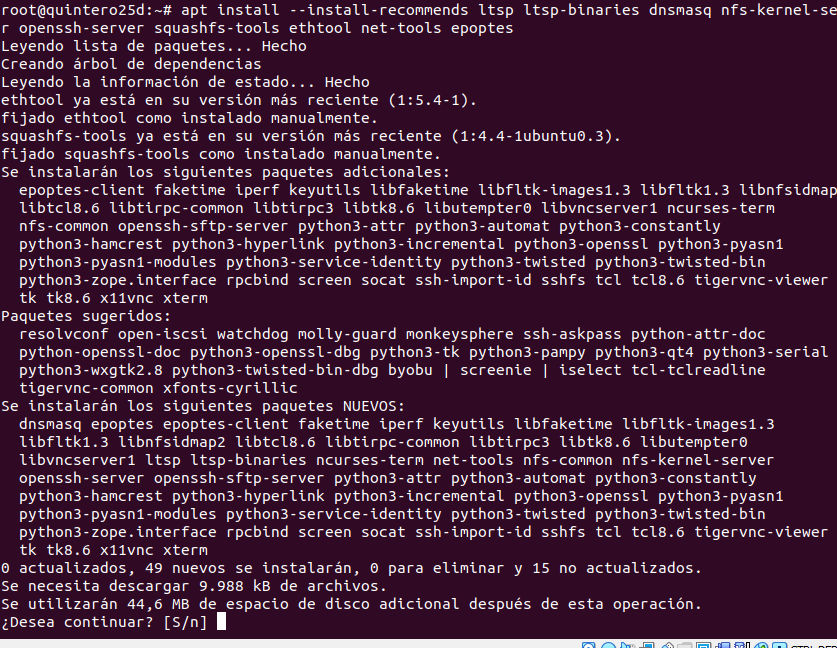 root@quintero25d:~# apt install --install-recommends ltsp ltsp-binaries dnsmasq nfs-kernel-se
r openssh-server squashfs-tools ethtool net-tools epoptes
Leyendo lista de paquetes... Hecho
Creando árbol de dependencias
Leyendo la información de estado... Hecho
ethtool ya está en su versión más reciente (1:5.4-1).
fijado ethtool como instalado manualmente.
squashfs-tools ya está en su versión más reciente (1:4.4-1ubuntu0.3).
fijado squashfs-tools como instalado manualmente.
Se instalarán los siguientes paquetes adicionales:
  epoptes-client faketime iperf keyutils libfaketime libfltk-images1.3 libfltk1.3 libnfsidmap
  libtcl8.6 libtirpc-common libtirpc3 libtk8.6 libutempter0 libvncserver1 ncurses-term
  nfs-common openssh-sftp-server python3-attr python3-automat python3-constantly
  python3-hamcrest python3-hyperlink python3-incremental python3-openssl python3-pyasn1
  python3-pyasn1-modules python3-service-identity python3-twisted python3-twisted-bin
  python3-zope.interface rpcbind screen socat ssh-import-id sshfs tcl tcl8.6 tigervnc-viewer
  tk tk8.6 x11vnc xterm
Paquetes sugeridos:
  resolvconf open-iscsi watchdog molly-guard monkeysphere ssh-askpass python-attr-doc
  python-openssl-doc python3-openssl-dbg python3-tk python3-pampy python3-qt4 python3-serial
  python3-wxgtk2.8 python3-twisted-bin-dbg byobu | screenie | iselect tcl-tclreadline
  tigervnc-common xfonts-cyrillic
Se instalarán los siguientes paquetes NUEVOS:
  dnsmasq epoptes epoptes-client faketime iperf keyutils libfaketime libfltk-images1.3
  libfltk1.3 libnfsidmap2 libtcl8.6 libtirpc-common libtirpc3 libtk8.6 libutempter0
  libvncserver1 ltsp ltsp-binaries ncurses-term net-tools nfs-common nfs-kernel-server
  openssh-server openssh-sftp-server python3-attr python3-automat python3-constantly
  python3-hamcrest python3-hyperlink python3-incremental python3-openssl python3-pyasn1
  python3-pyasn1-modules python3-service-identity python3-twisted python3-twisted-bin
  python3-zope.interface rpcbind screen socat ssh-import-id sshfs tcl tcl8.6 tigervnc-viewer
  tk tk8.6 x11vnc xterm
0 actualizados, 49 nuevos se instalarán, 0 para eliminar y 15 no actualizados.
Se necesita descargar 9.988 kB de archivos.
Se utilizarán 44,6 MB de espacio de disco adicional después de esta operación.
¿Desea continuar? [S/n]